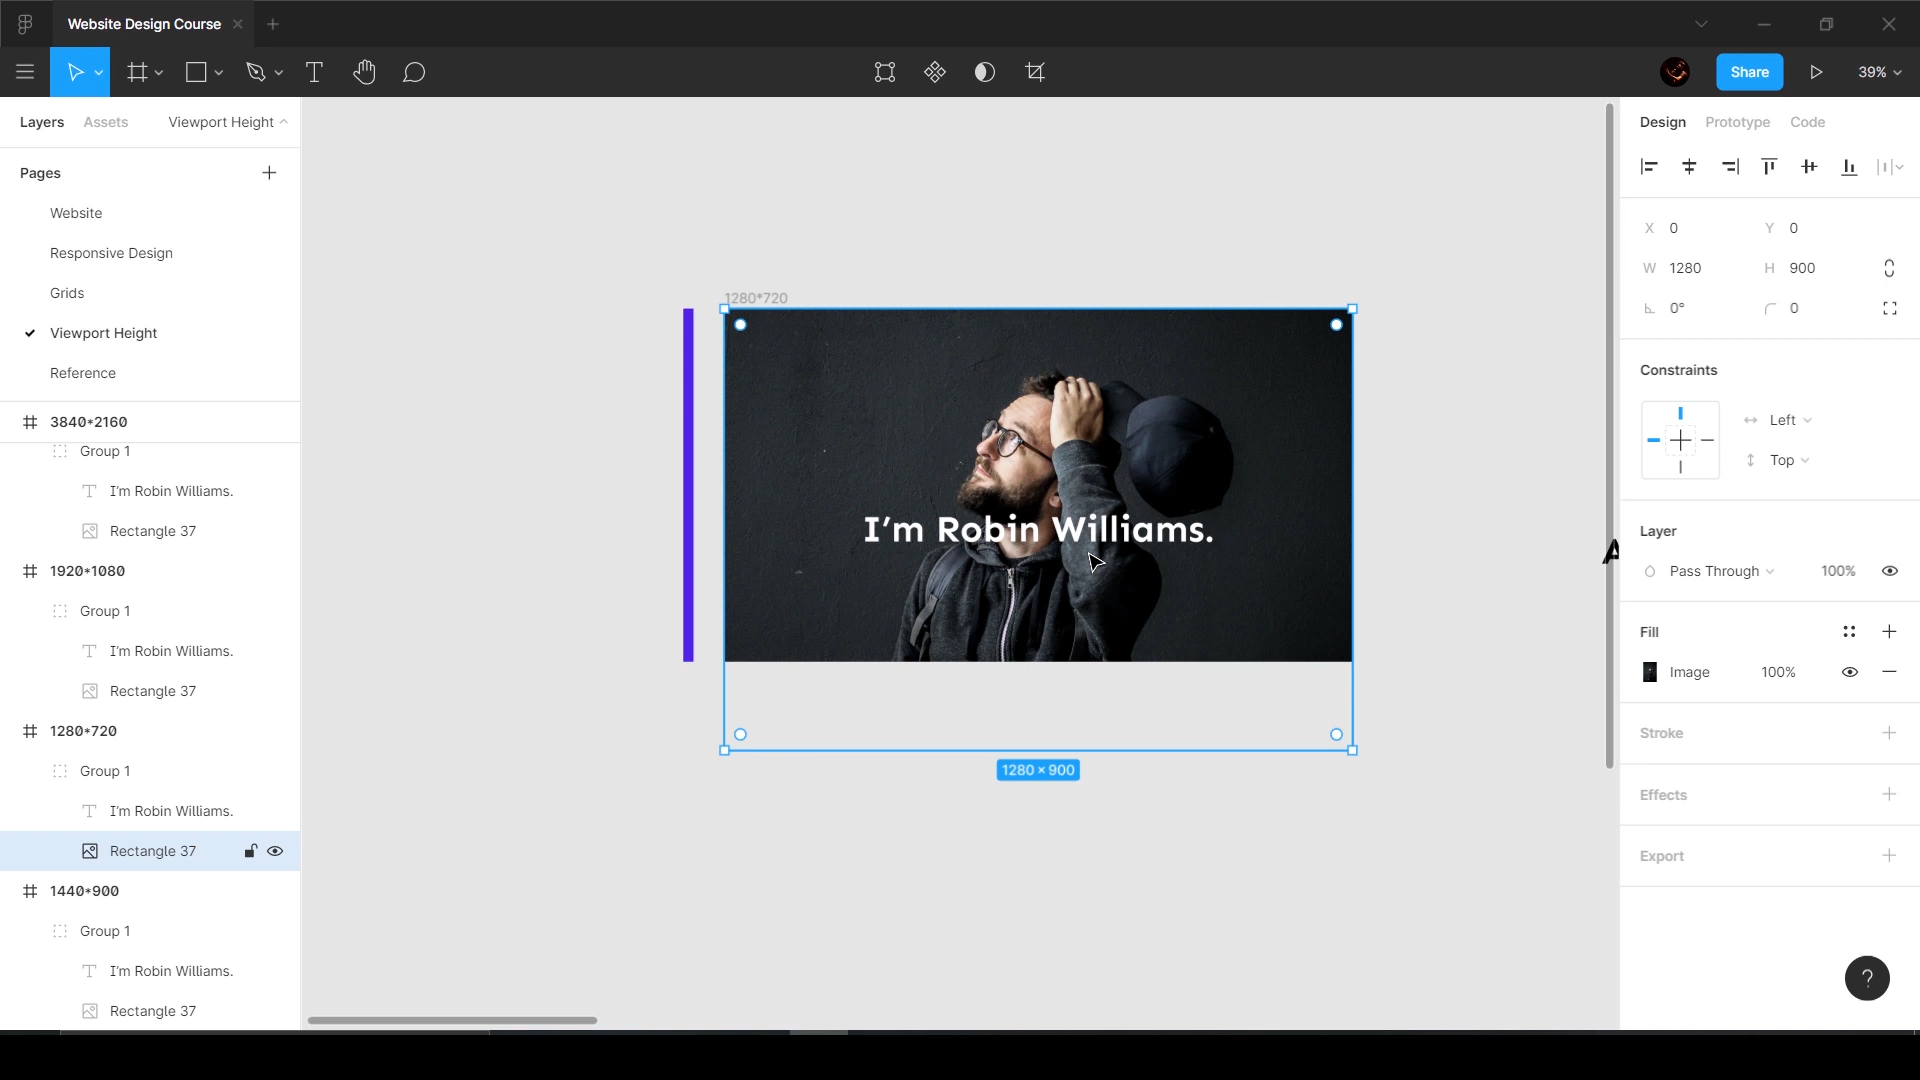 Website Design Course
Share
39%
Layers
Assets
Viewport Height
Pages
Website
Responsive Design
Grids
Viewport Height
Reference
3840*2160
Group 1
I'm Robin Williams.
Rectangle 37
1920*1080
Group 1
I'm Robin Williams.
Rectangle 37
1280*720
Group 1
I'm Robin Williams.
Rectangle 37
1440*900
Group 1
I'm Robin Williams.
Rectangle 37
1280*720
I'm Robin Williams.
1280 × 900
A
Design
Prototype
Code
X 0
Y 0
W 1280
H 900
0°
0
Constraints
Left
Top
Layer
Pass Through
100%
Fill
Image
100%
Stroke
Effects
Export
?